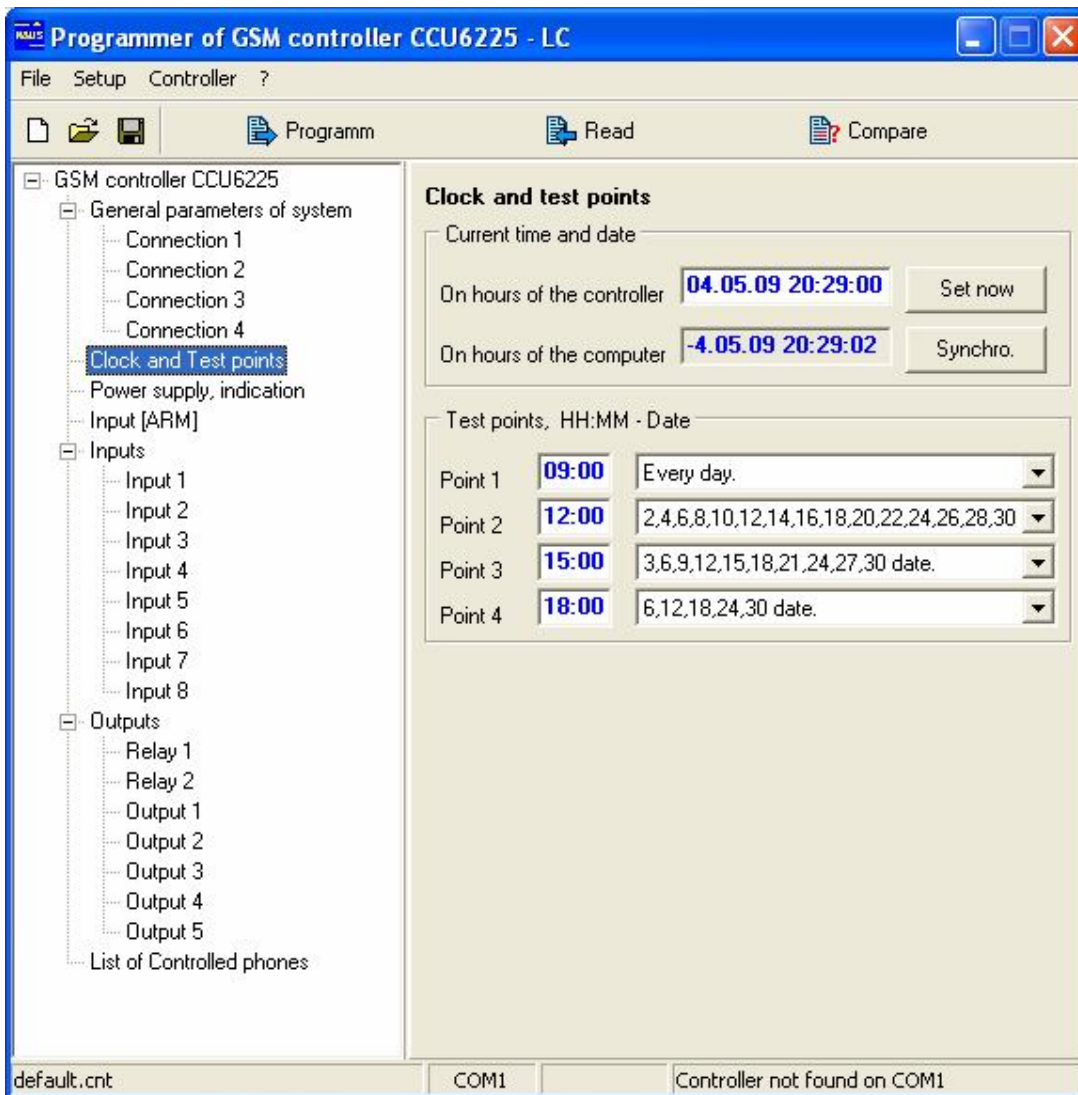 Programmer of GSM controller CCU6225 - LC
File Setup Controller ?
Programm Read Compare
GSM controller CCU6225
General parameters of system
Connection 1
Connection 2
Connection 3
Connection 4
Clock and Test points
Power supply, indication
Input [ARM]
Inputs
Input 1
Input 2
Input 3
Input 4
Input 5
Input 6
Input 7
Input 8
Outputs
Relay 1
Relay 2
Output 1
Output 2
Output 3
Output 4
Output 5
List of Controlled phones
Clock and test points
Current time and date
On hours of the controller 04.05.09 20:29:00 Set now
On hours of the computer -4.05.09 20:29:02 Synchro.
Test points, HH:MM - Date
Point 1 09:00 Every day.
Point 2 12:00 2,4,6,8,10,12,14,16,18,20,22,24,26,28,30
Point 3 15:00 3,6,9,12,15,18,21,24,27,30 date.
Point 4 18:00 6,12,18,24,30 date.
default.cnt COM1 Controller not found on COM1